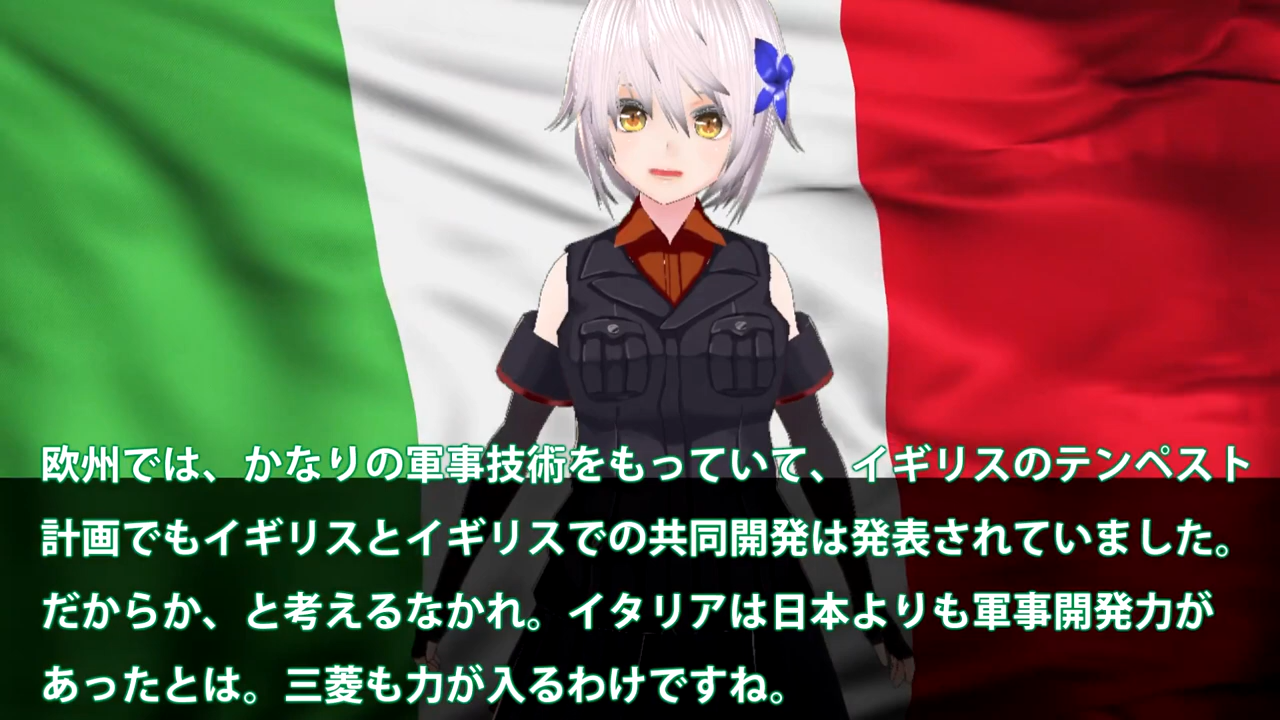 欧州では、かなりの軍事技術をもっていて、イギリスのテンペスト
計画でもイギリスとイギリスでの共同開発は発表されていました。
だからか、と考えるなかれ。イタリアは日本よりも軍事開発力が
あったとは。三菱も力が入るわけですね。